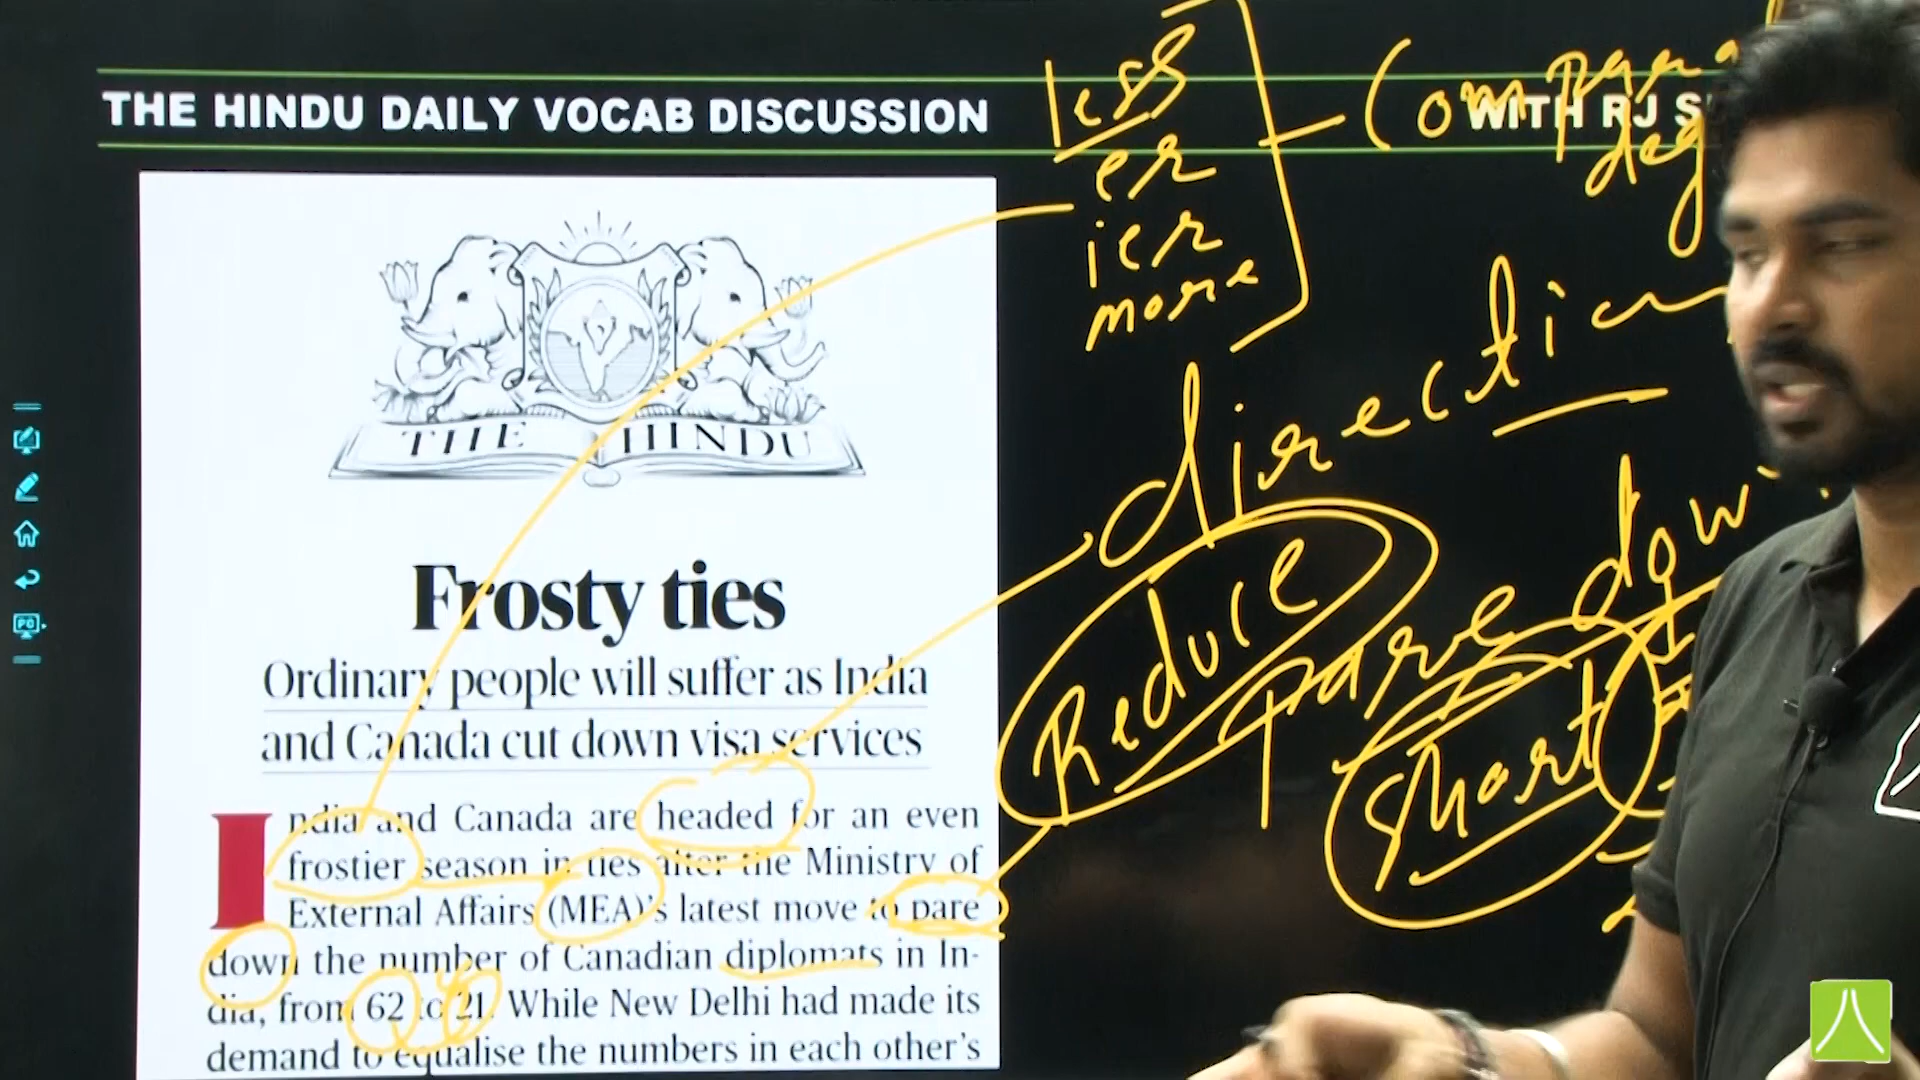 THE HINDU DAILY VOCAB DISCUSSION
WITH RJ
less
er
ier
more
direction
Reduce
pare down
Short
THE HINDU
Frosty ties
Ordinary people will suffer as India
and Canada cut down visa services
India and Canada are headed for an even
frostier season in ties after the Ministry of
External Affairs (MEA)'s latest move to pare
down the number of Canadian diplomats in In-
dia, from 62 to 21. While New Delhi had made its
demand to equalise the numbers in each other's